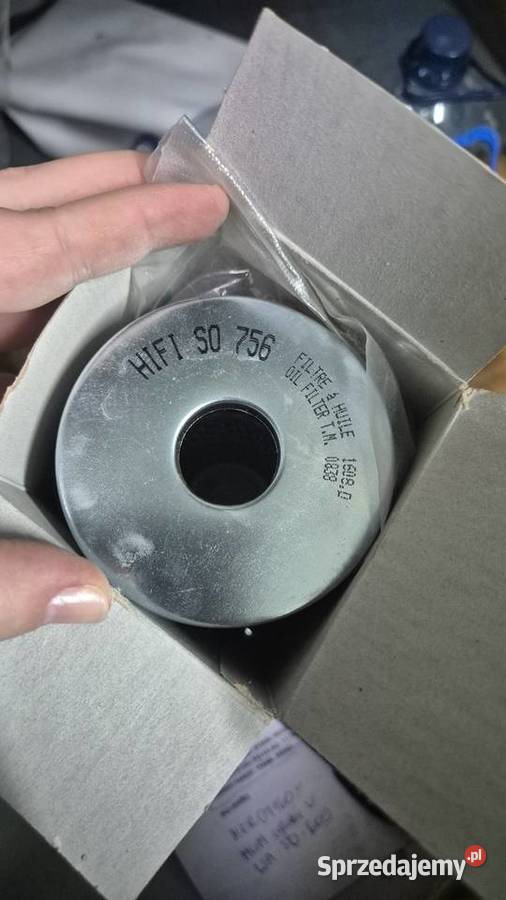 HIFI SO 756
FILTRE à HUILE 1608.D
OIL FILTER T.M. 0838
Sprzedajemy.pl